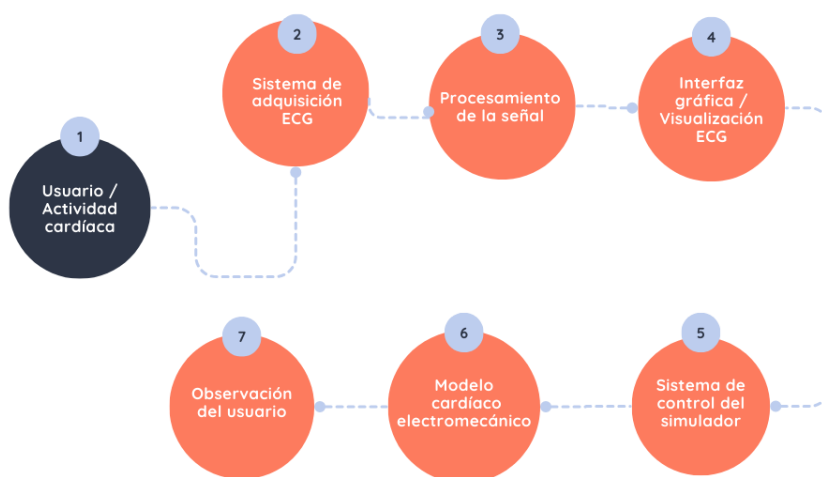 1
Usuario /
Actividad
cardíaca
2
Sistema de
adquisición
ECG
3
Procesamiento
de la señal
4
Interfaz
gráfica /
Visualización
ECG
5
Sistema de
control del
simulador
6
Modelo
cardíaco
electromecánico
7
Observación
del usuario